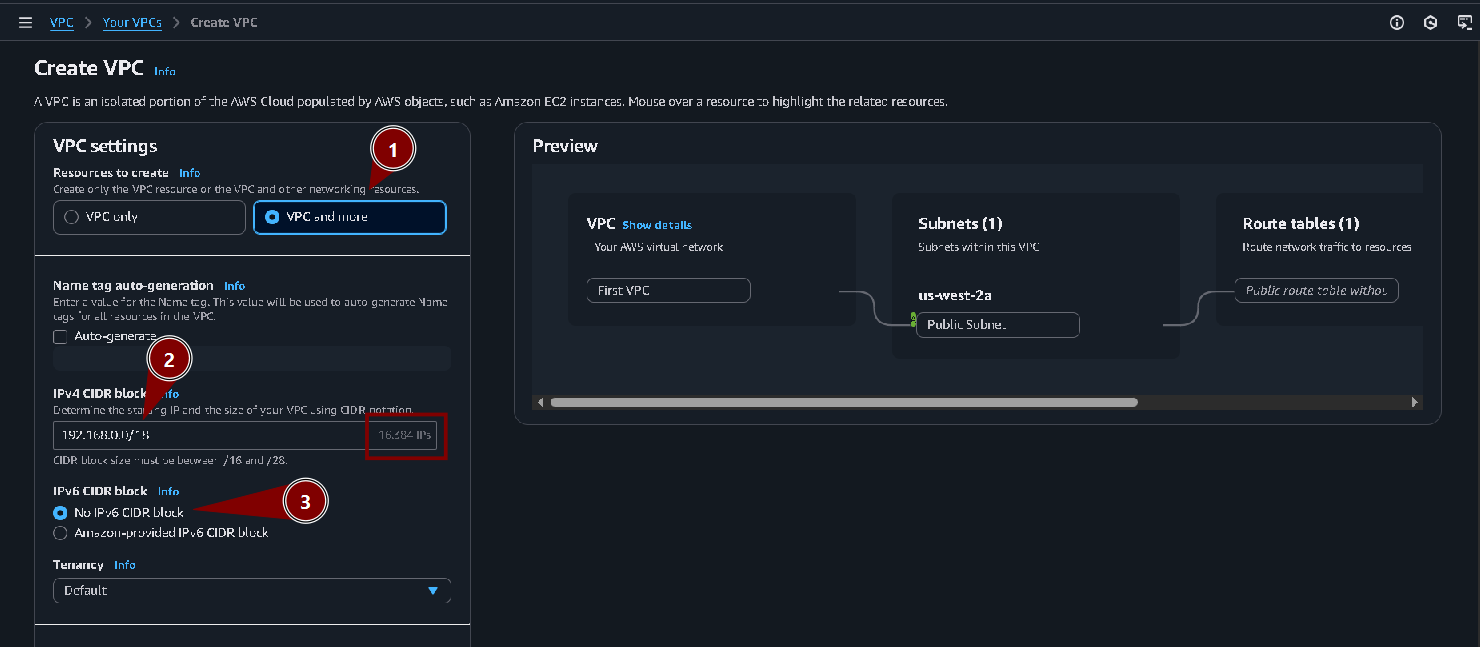 VPC > Your VPCs > Create VPC
Create VPC Info
A VPC is an isolated portion of the AWS Cloud populated by AWS objects, such as Amazon EC2 instances. Mouse over a resource to highlight the related resources.
VPC settings
1
Resources to create Info
Create only the VPC resource or the VPC and other networking resources.
VPC only
VPC and more
Name tag auto-generation Info
Enter a value for the Name tag. This value will be used to auto-generate Name
tags for all resources in the VPC.
Auto-generate
2
IPv4 CIDR block Info
Determine the starting IP and the size of your VPC using CIDR notation.
192.168.0.0/18
16,384 IPs
CIDR block size must be between /16 and /28.
IPv6 CIDR block Info
3
No IPv6 CIDR block
Amazon-provided IPv6 CIDR block
Tenancy Info
Default
Preview
VPC Show details
Your AWS virtual network
First VPC
Subnets (1)
Subnets within this VPC
us-west-2a
Public Subnet
Route tables (1)
Route network traffic to resources
Public route table withou